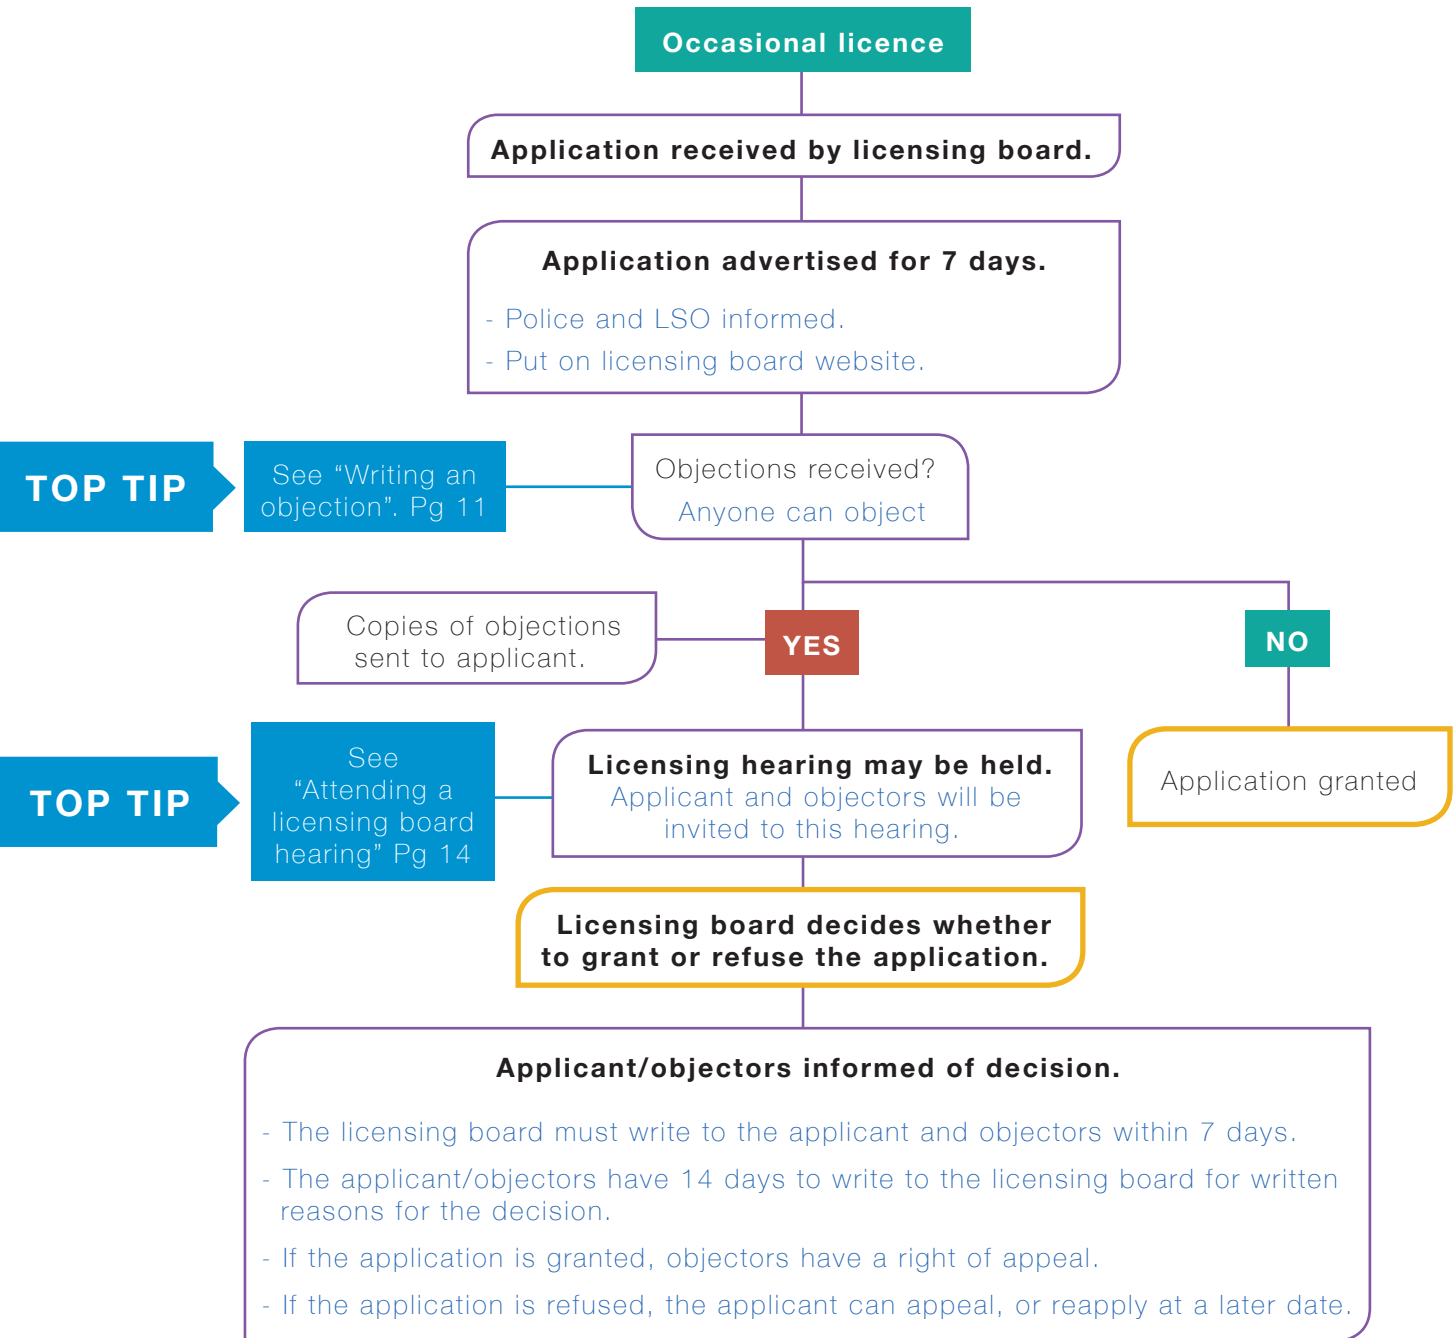 Occasional licence
Application received by licensing board.
Application advertised for 7 days.
- Police and LSO informed.
- Put on licensing board website.
TOP TIP
See “Writing an
objection”. Pg 11
Objections received?
Anyone can object
Copies of objections
sent to applicant.
YES
NO
TOP TIP
See
“Attending a
licensing board
hearing” Pg 14
Licensing hearing may be held.
Applicant and objectors will be
invited to this hearing.
Application granted
Licensing board decides whether
to grant or refuse the application.
Applicant/objectors informed of decision.
- The licensing board must write to the applicant and objectors within 7 days.
- The applicant/objectors have 14 days to write to the licensing board for written
reasons for the decision.
- If the application is granted, objectors have a right of appeal.
- If the application is refused, the applicant can appeal, or reapply at a later date.